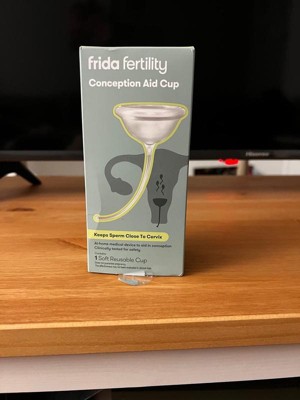 frida fertility
Conception Aid Cup
Keeps Sperm Close To Cervix
At-home medical device to aid in conception
Clinically tested for safety.
1 Soft Reusable Cup
Hisense